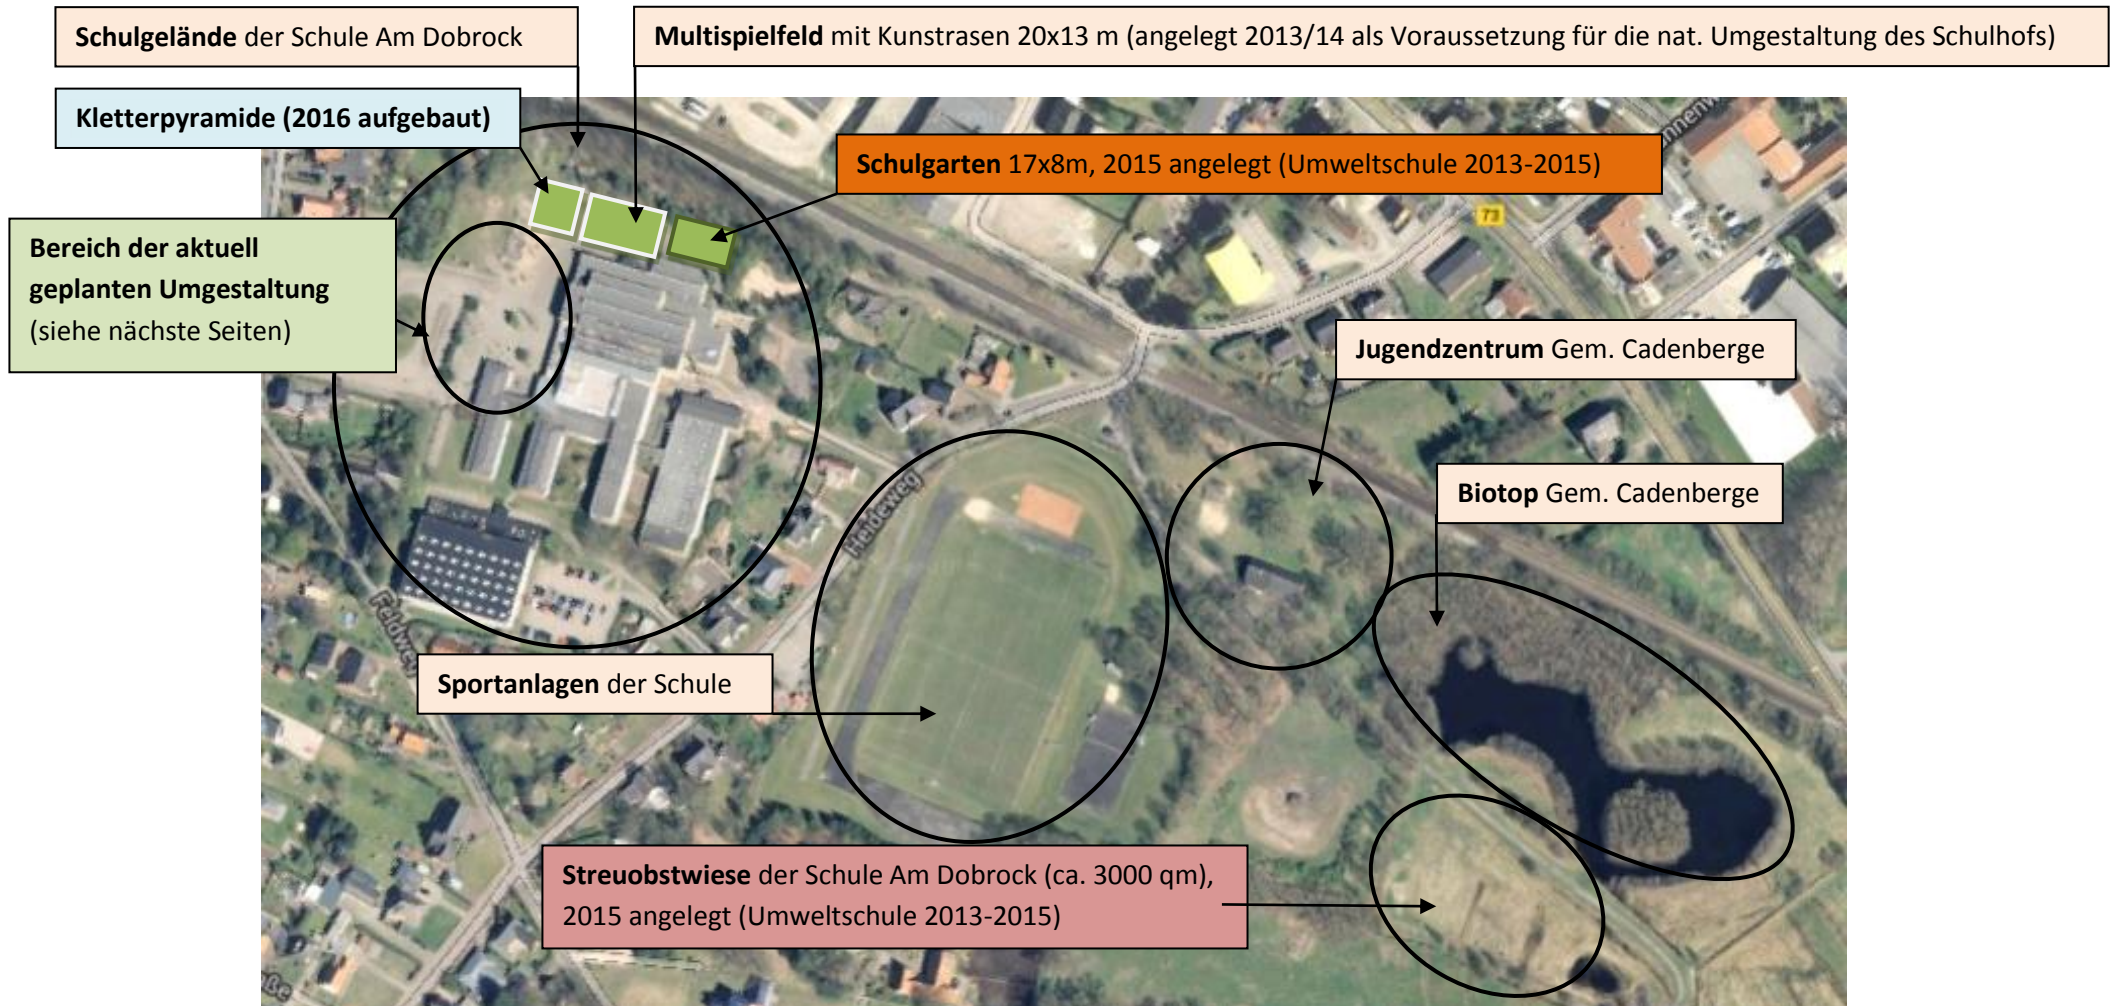 Schulgelände der Schule Am Dobrock
Multispielfeld mit Kunstrasen 20x13 m (angelegt 2013/14 als Voraussetzung für die nat. Umgestaltung des Schulhofs)
Kletterpyramide (2016 aufgebaut)
Schulgarten 17x8m, 2015 angelegt (Umweltschule 2013-2015)
73
Bereich der aktuell
geplanten Umgestaltung
(siehe nächste Seiten)
Jugendzentrum Gem. Cadenberge
Biotop Gem. Cadenberge
Heideweg
Feldweg
Sportanlagen der Schule
Streuobstwiese der Schule Am Dobrock (ca. 3000 qm),
2015 angelegt (Umweltschule 2013-2015)